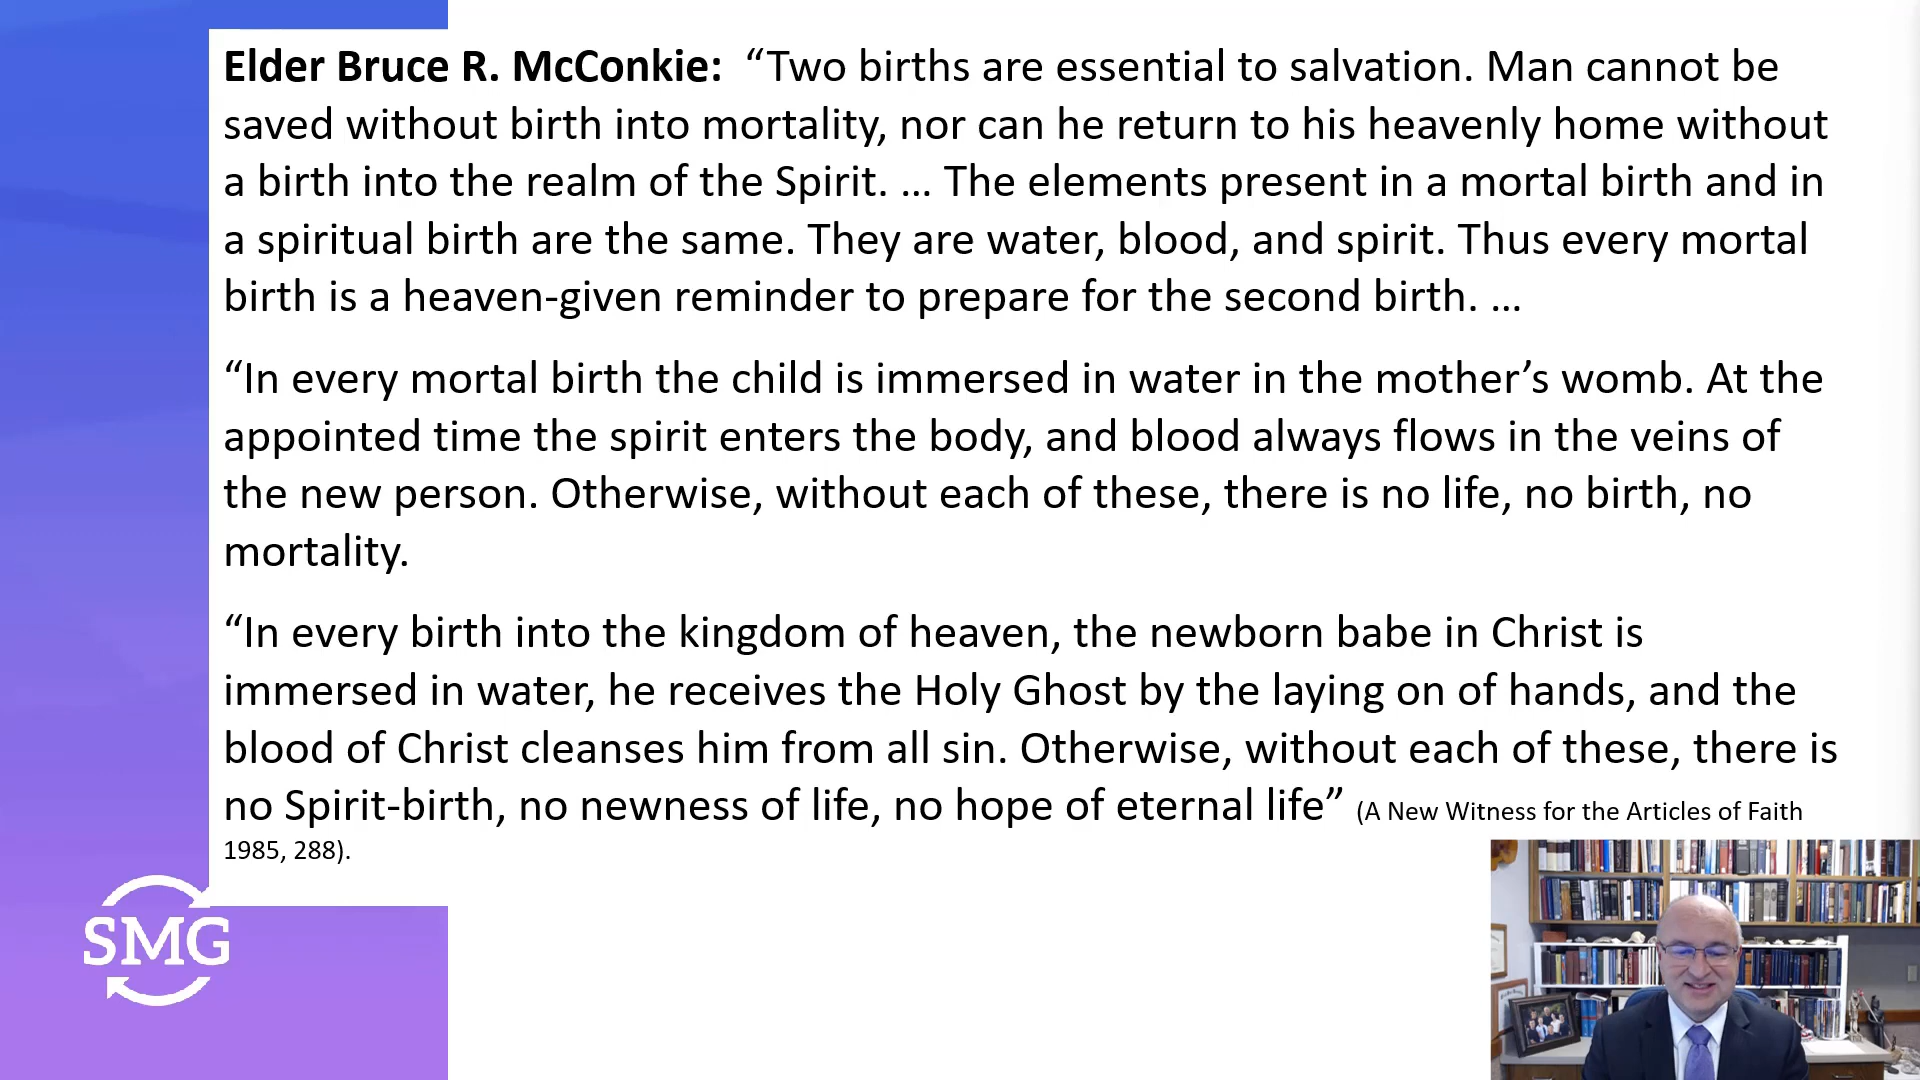 Elder Bruce R. McConkie: “Two births are essential to salvation. Man cannot be
saved without birth into mortality, nor can he return to his heavenly home without
a birth into the realm of the Spirit. … The elements present in a mortal birth and in
a spiritual birth are the same. They are water, blood, and spirit. Thus every mortal
birth is a heaven-given reminder to prepare for the second birth. …
“In every mortal birth the child is immersed in water in the mother’s womb. At the
appointed time the spirit enters the body, and blood always flows in the veins of
the new person. Otherwise, without each of these, there is no life, no birth, no
mortality.
“In every birth into the kingdom of heaven, the newborn babe in Christ is
immersed in water, he receives the Holy Ghost by the laying on of hands, and the
blood of Christ cleanses him from all sin. Otherwise, without each of these, there is
no Spirit-birth, no newness of life, no hope of eternal life” (A New Witness for the Articles of Faith
1985, 288).
SMG